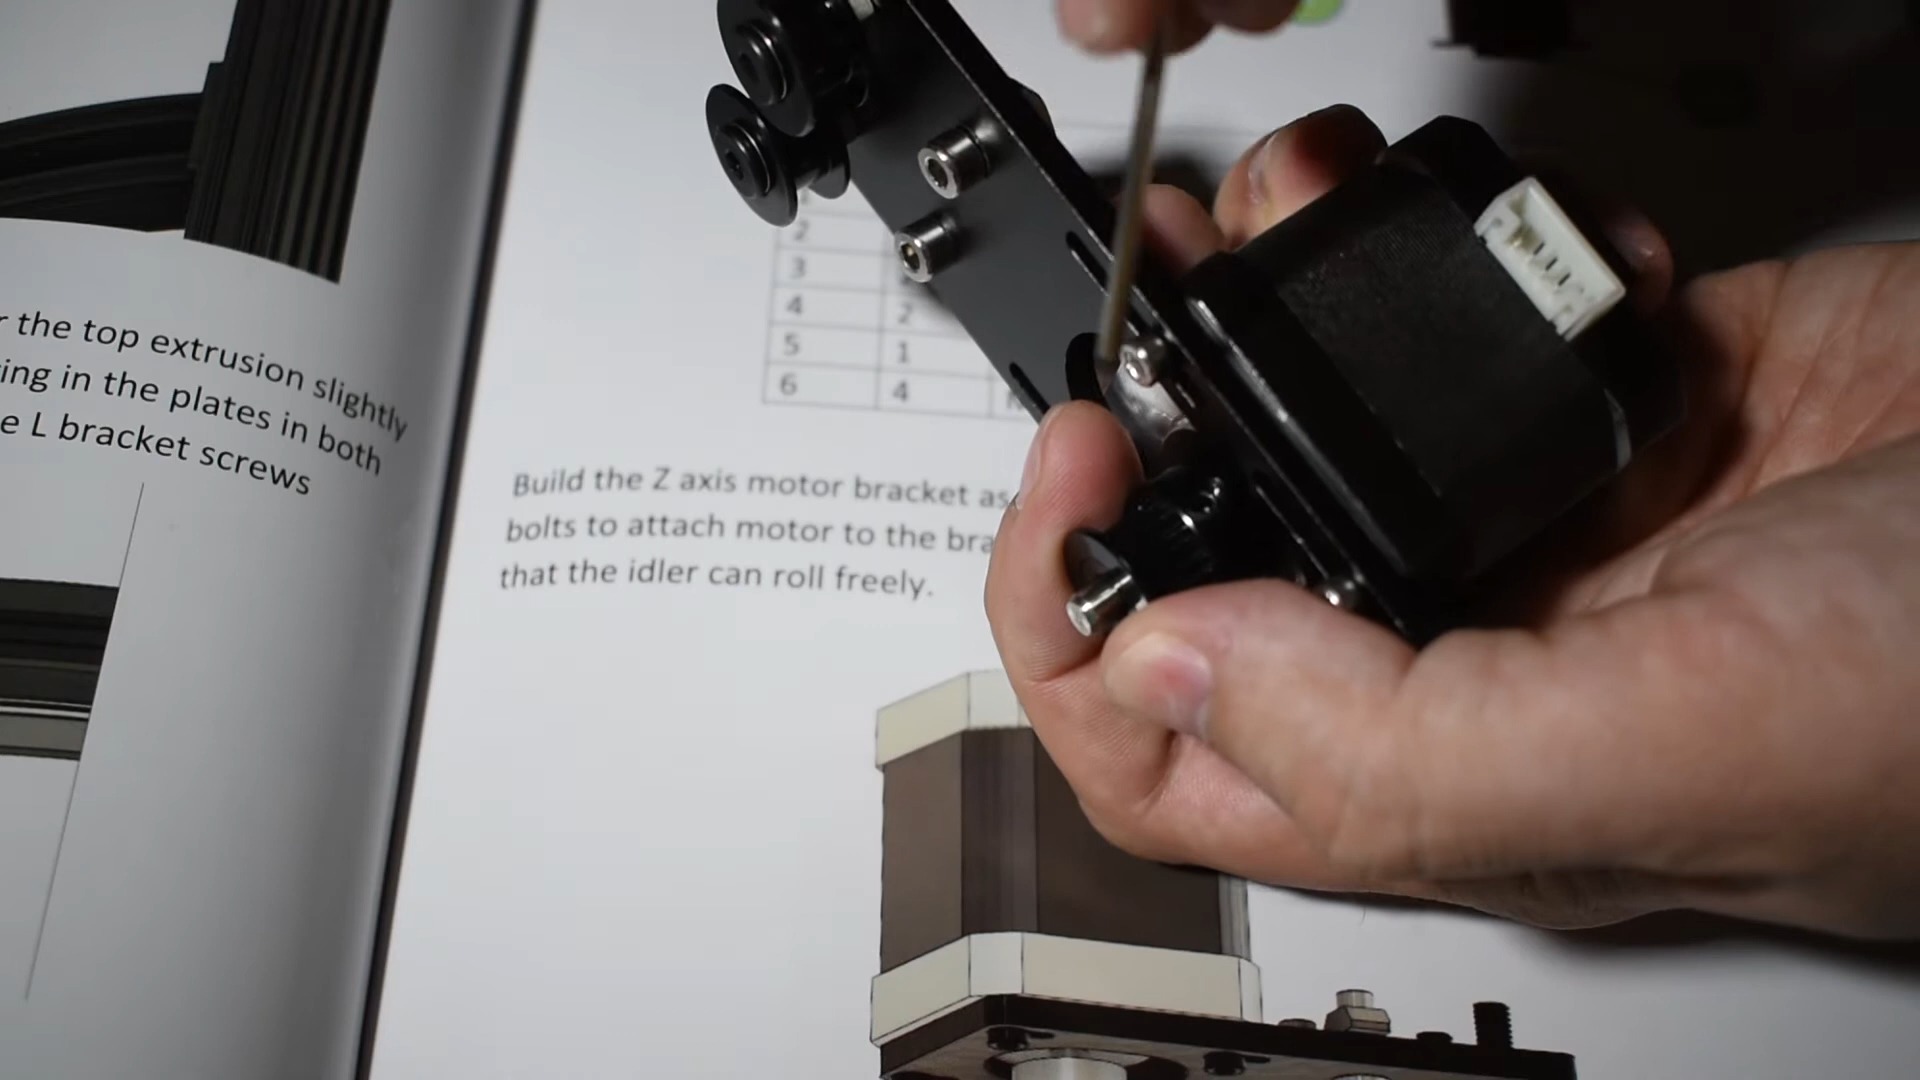 r the top extrusion slightly
ing in the plates in both
e L bracket screws
2
3
4 2
5 1
6 4
Build the Z axis motor bracket as
bolts to attach motor to the bra
that the idler can roll freely.